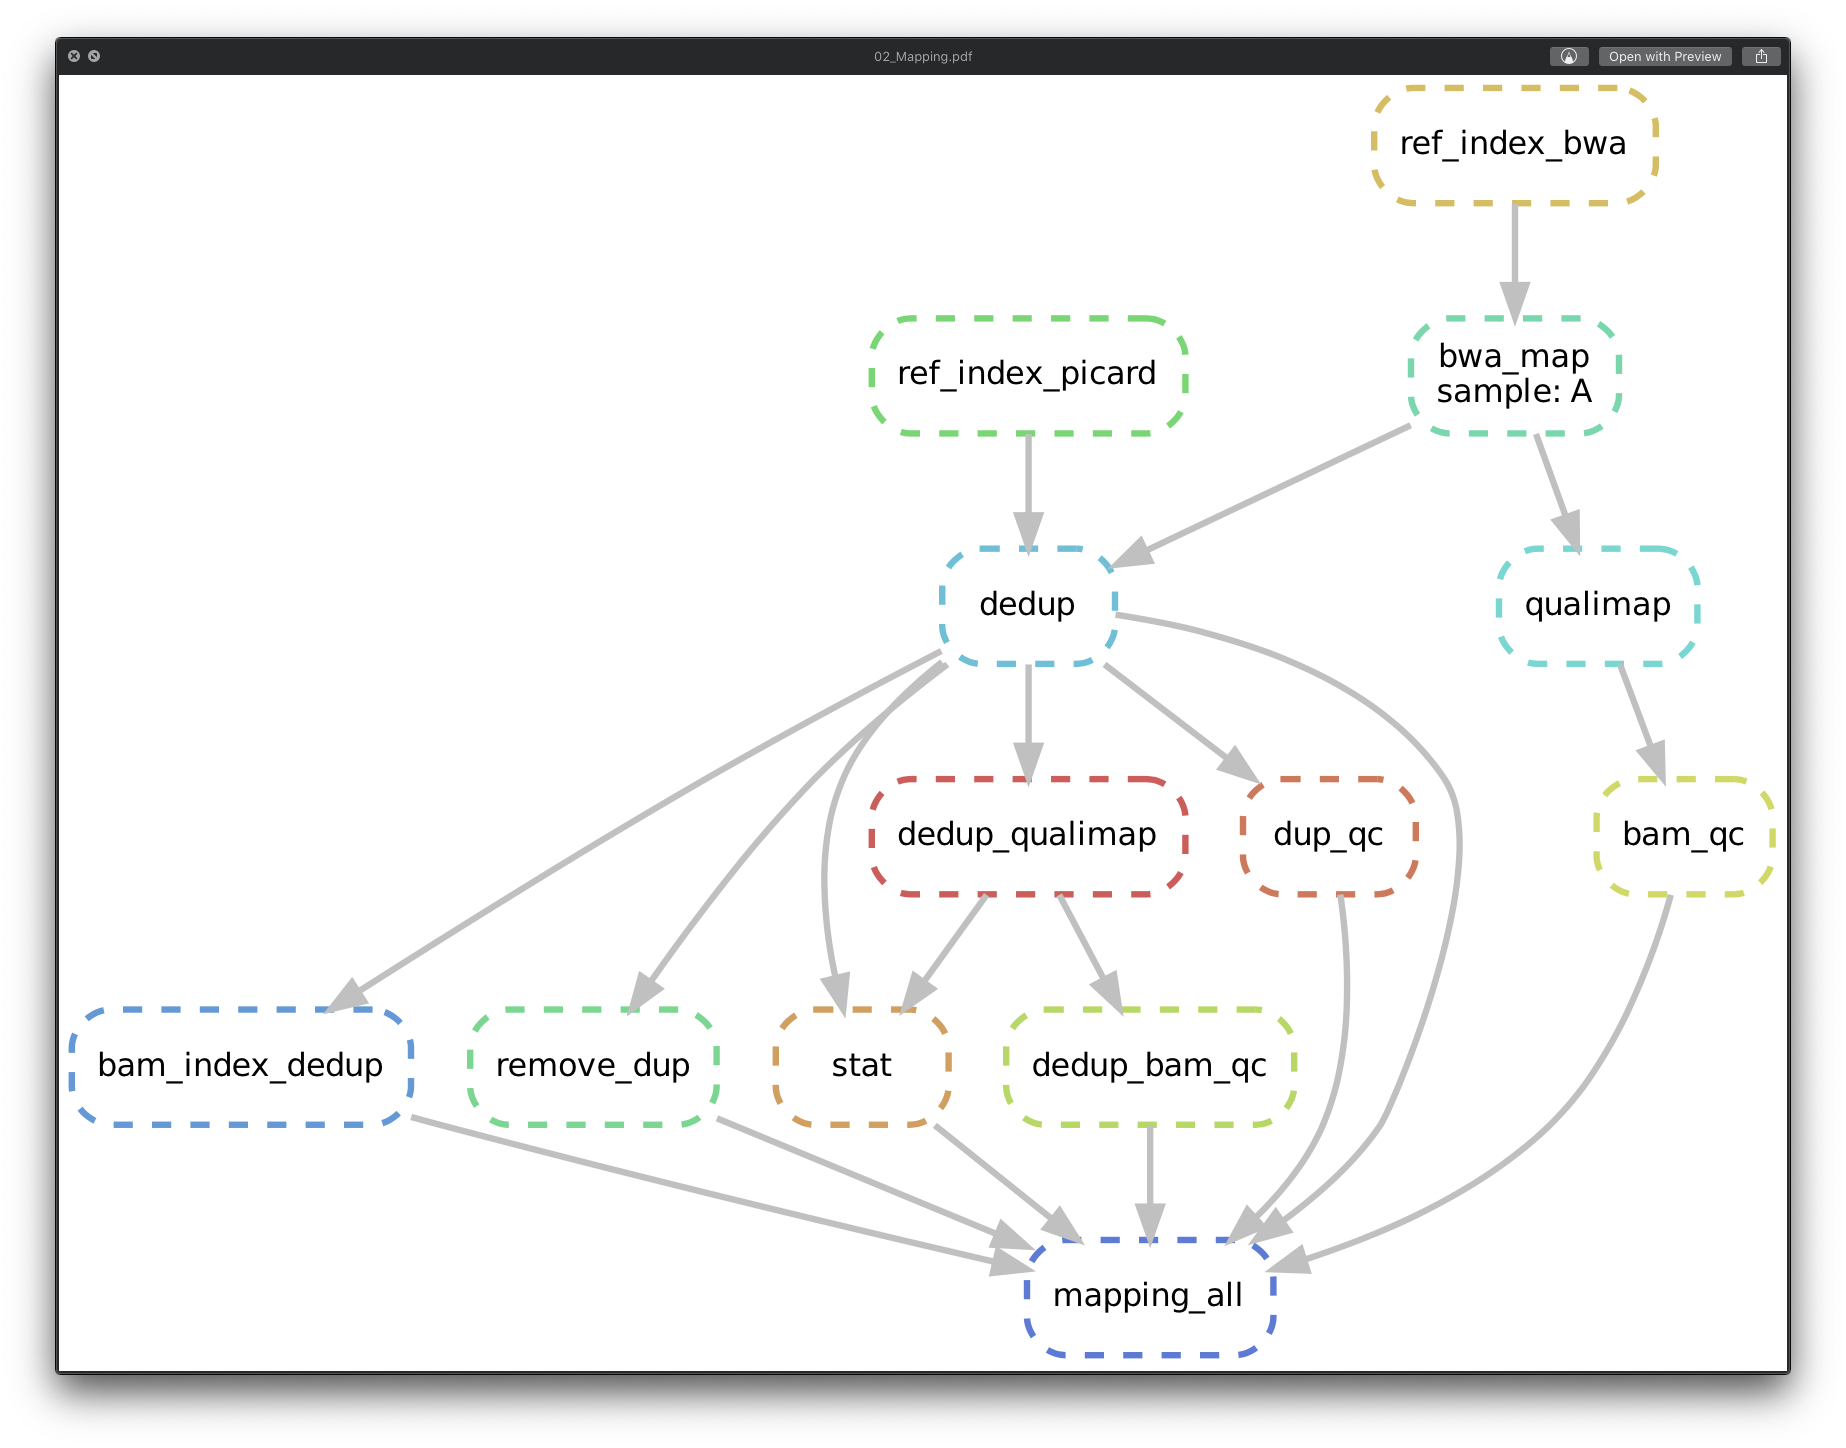 02_Mapping.pdf
Open with Preview
ref_index_bwa
ref_index_picard
bwa_map
sample: A
dedup
qualimap
dedup_qualimap
dup_qc
bam_qc
bam_index_dedup
remove_dup
stat
dedup_bam_qc
mapping_all